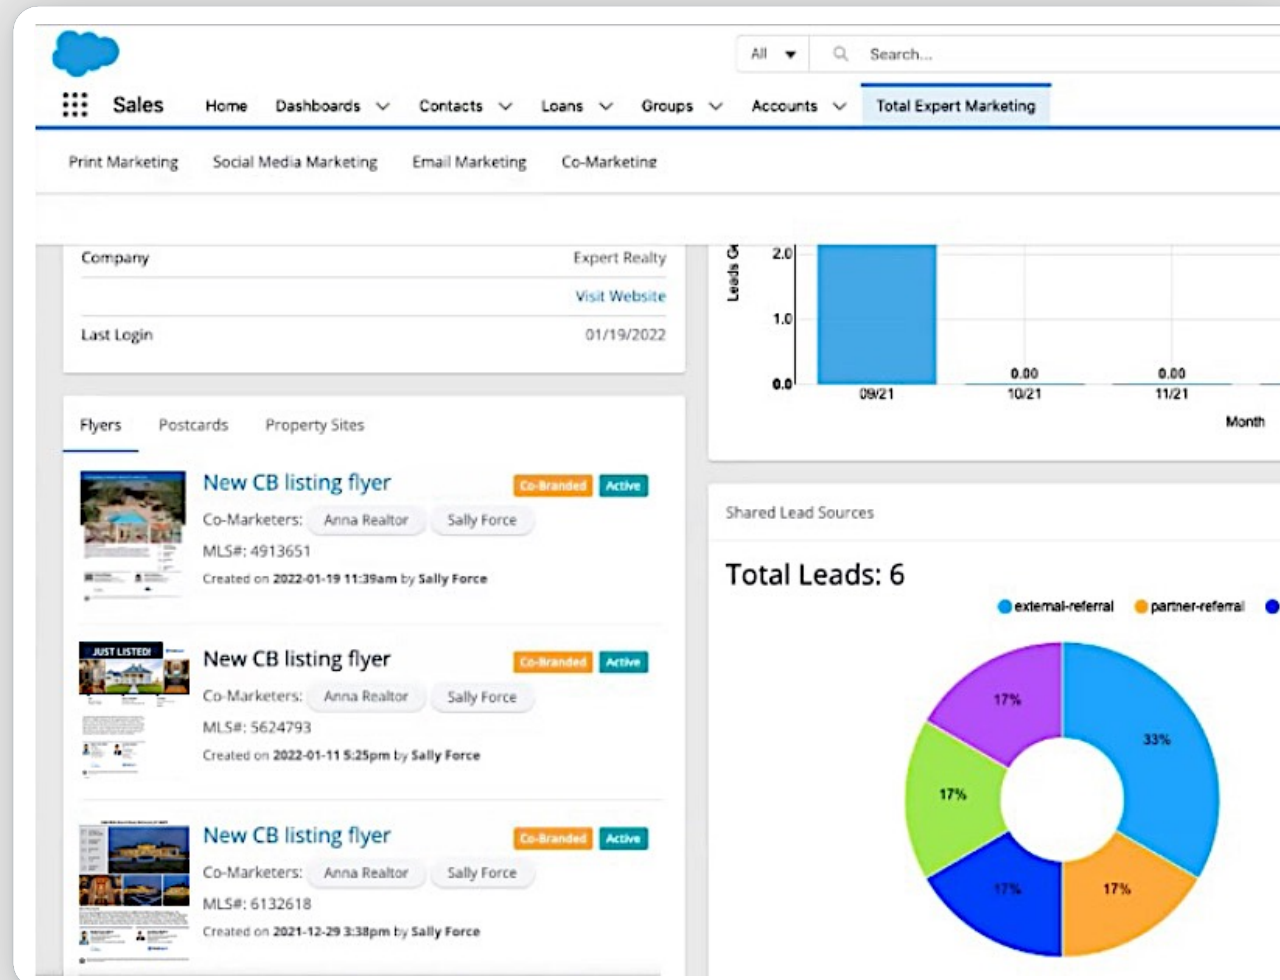 All
Search...
Sales
Home
Dashboards
Contacts
Loans
Groups
Accounts
Total Expert Marketing
Print Marketing
Social Media Marketing
Email Marketing
Co-Marketing
Company
Expert Realty
Visit Website
Last Login
01/19/2022
Flyers
Postcards
Property Sites
New CB listing flyer
Co-Branded
Active
Co-Marketers:
Anna Realtor
Sally Force
MLS#: 4913651
Created on 2022-01-19 11:39am by Sally Force
JUST LISTED!
New CB listing flyer
Co-Branded
Active
Co-Marketers:
Anna Realtor
Sally Force
MLS#: 5624793
Created on 2022-01-11 5:25pm by Sally Force
New CB listing flyer
Co-Branded
Active
Co-Marketers:
Anna Realtor
Sally Force
MLS#: 6132618
Created on 2021-12-29 3:38pm by Sally Force
Leads
2.0
1.0
0.0
0.00
0.00
09/21
10/21
11/21
Month
Shared Lead Sources
Total Leads: 6
external-referral
partner-referral
17%
33%
17%
17%
17%